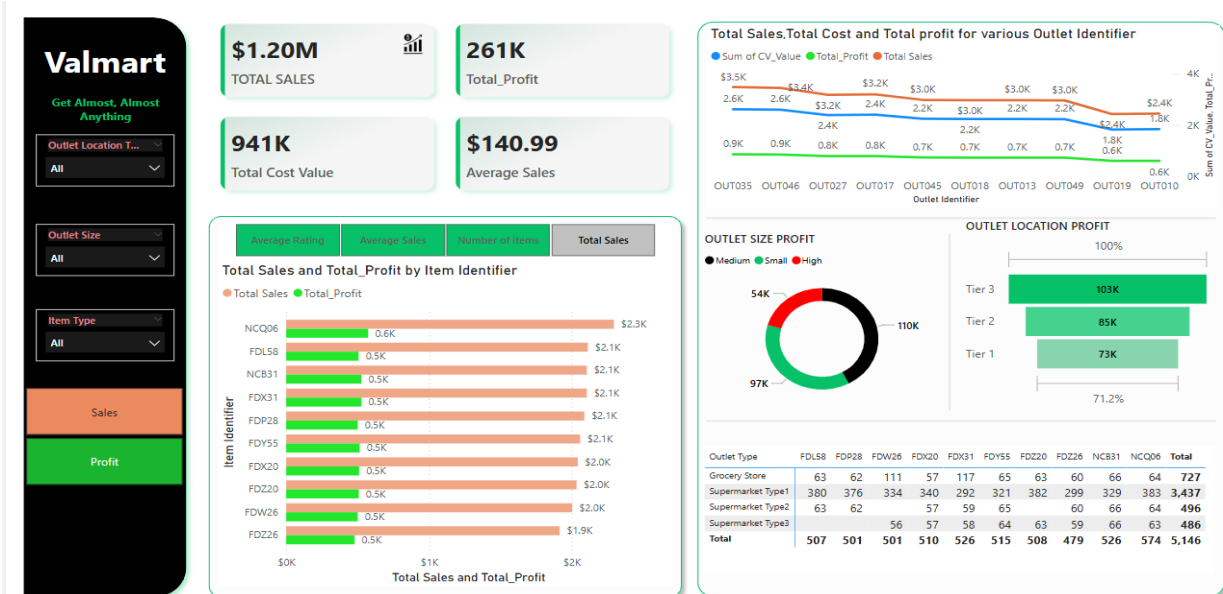 Valmart
Get Almost, Almost
Anything
Outlet Location T...
All
Outlet Size
All
Item Type
All
Sales
Profit
$1.20M
TOTAL SALES
261K
Total_Profit
941K
Total Cost Value
$140.99
Average Sales
Average Rating
Average Sales
Number of items
Total Sales
Total Sales and Total_Profit by Item Identifier
Total Sales Total_Profit
Item Identifier
NCQ06 $2.3K
0.6K
FDL58 $2.1K
0.5K
NCB31 $2.1K
0.5K
FDX31 $2.1K
0.5K
FDP28 $2.1K
0.5K
FDY55 $2.1K
0.5K
FDX20 $2.0K
0.5K
FDZ20 $2.0K
0.5K
FDW26 $2.0K
0.5K
FDZ26 $1.9K
0.5K
$0K $1K $2K
Total Sales and Total_Profit
Total Sales,Total Cost and Total profit for various Outlet Identifier
Sum of CV_Value Total_Profit Total Sales
$3.5K $3.4K $3.2K $3.2K $3.0K $3.0K $3.0K $3.0K $2.4K $2.4K
2.6K 2.6K 2.4K 2.4K 2.2K 2.2K 2.2K 2.2K 1.8K 1.8K
0.9K 0.9K 0.8K 0.8K 0.7K 0.7K 0.7K 0.7K 0.6K 0.6K
4K
2K
0K
Sum of CV_Value, Total_Pr...
OUT035 OUT046 OUT027 OUT017 OUT045 OUT018 OUT013 OUT049 OUT019 OUT010
Outlet Identifier
OUTLET SIZE PROFIT
Medium Small High
54K
110K
97K
OUTLET LOCATION PROFIT
100%
Tier 3 103K
Tier 2 85K
Tier 1 73K
71.2%
Outlet Type FDL58 FDP28 FDW26 FDX20 FDX31 FDY55 FDZ20 FDZ26 NCB31 NCQ06 Total
Grocery Store 63 62 111 57 117 65 63 60 66 64 727
Supermarket Type1 380 376 334 340 292 321 382 299 329 383 3,437
Supermarket Type2 63 62 57 59 65 60 66 64 496
Supermarket Type3 56 57 58 64 63 59 66 63 486
Total 507 501 501 510 526 515 508 479 526 574 5,146